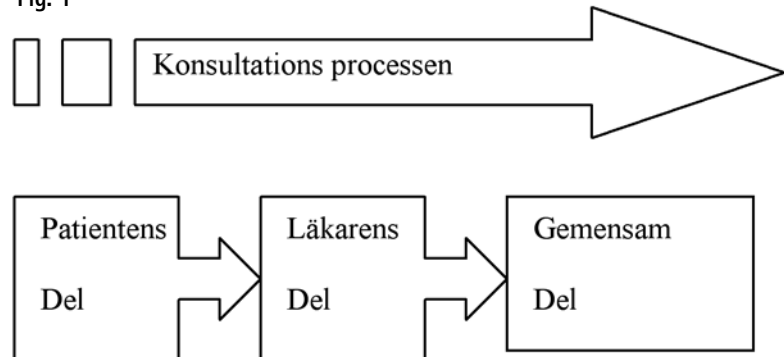 Fig. 1
Konsultations processen
Patientens
Del
Läkarens
Del
Gemensam
Del